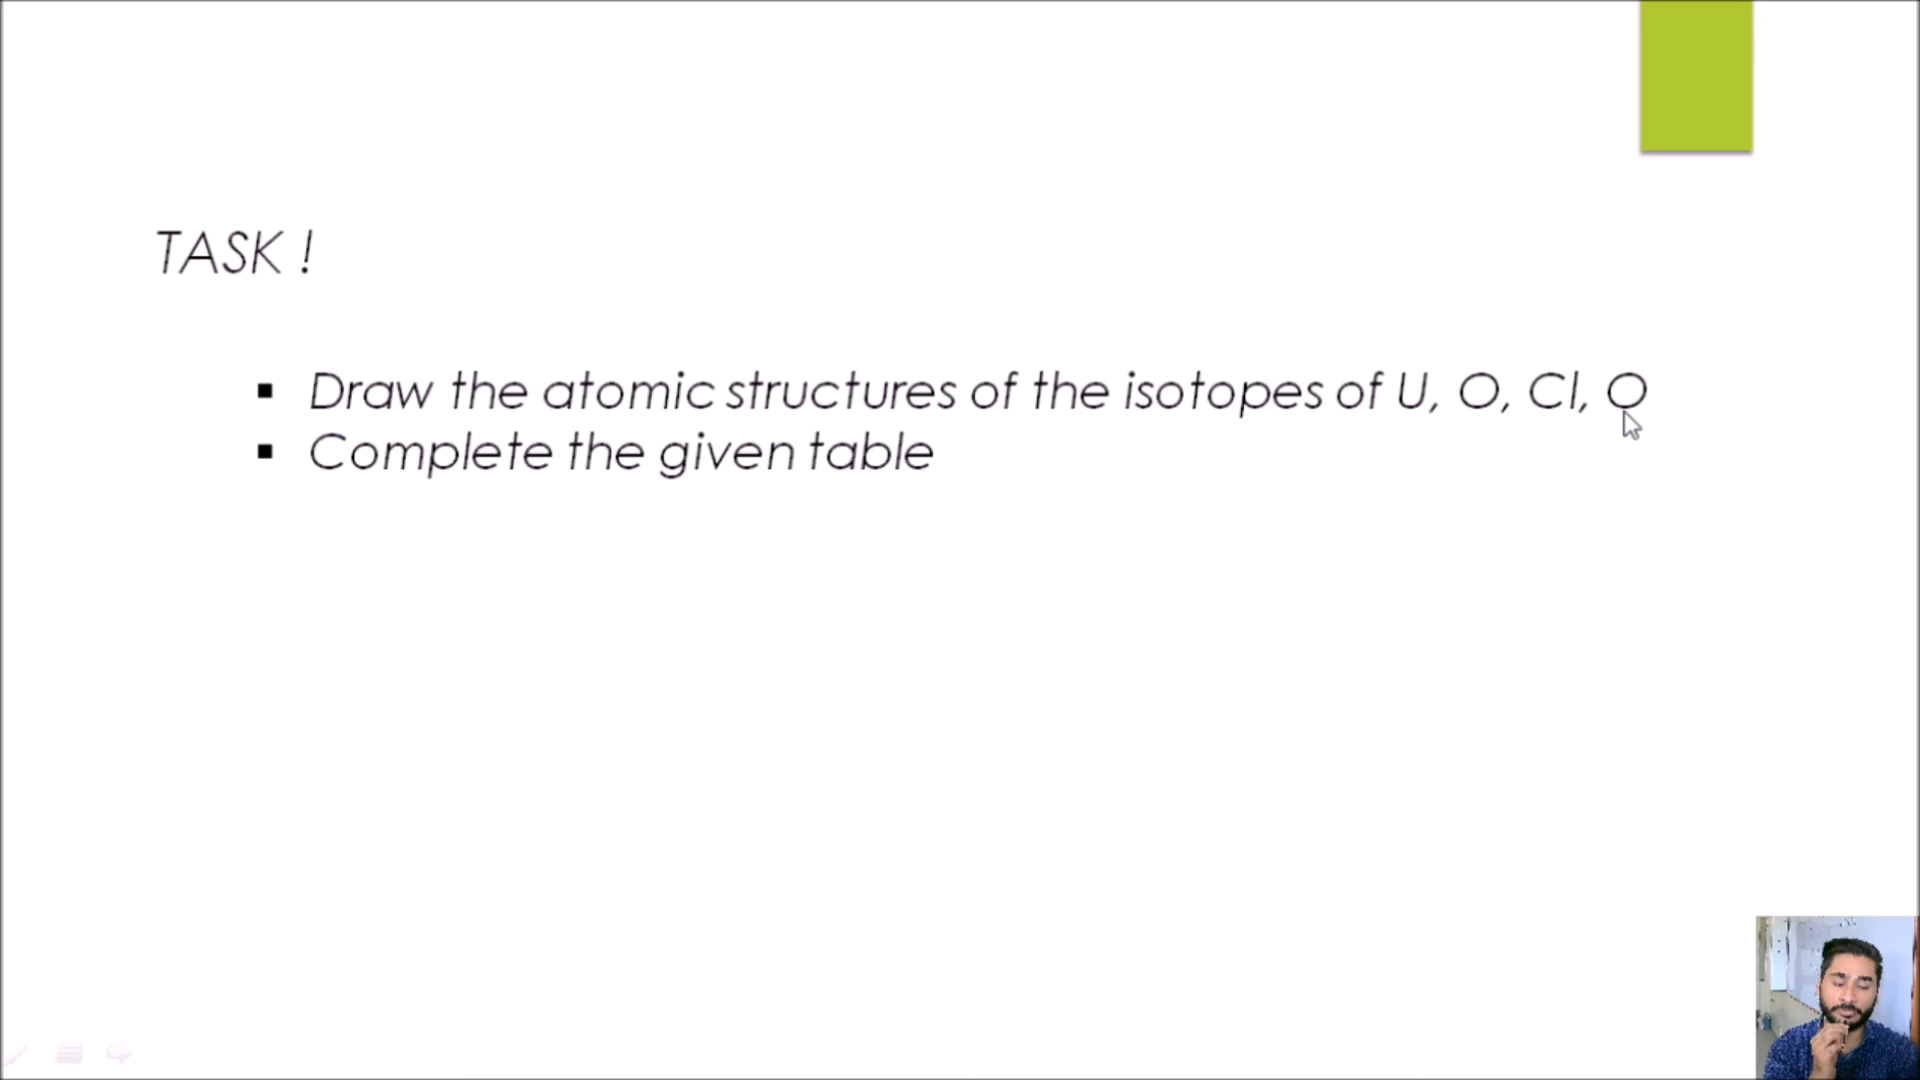 TASK !
▪ Draw the atomic structures of the isotopes of U, O, Cl, O
▪ Complete the given table